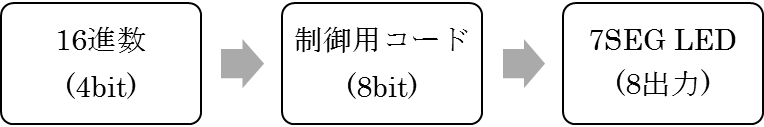 16進数
(4bit)
制御用コード
(8bit)
7SEG LED
(8出力)